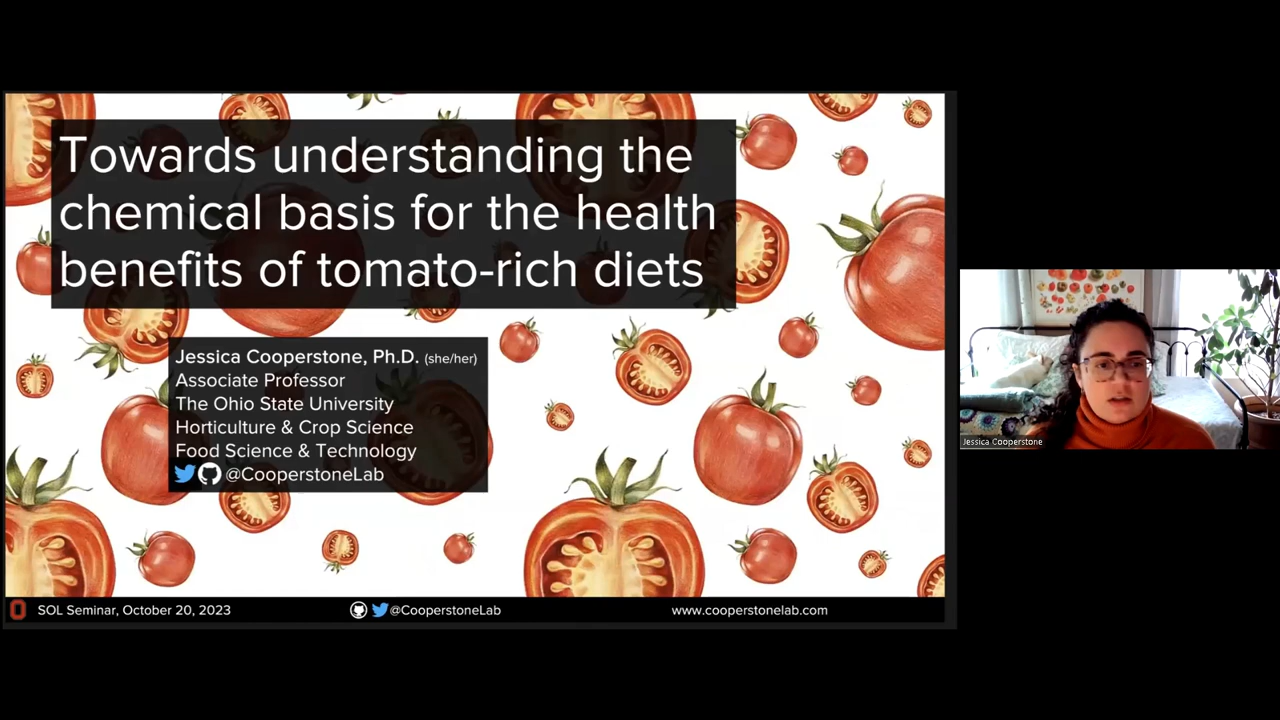 Towards understanding the
chemical basis for the health
benefits of tomato-rich diets
Jessica Cooperstone, Ph.D. (she/her)
Associate Professor
The Ohio State University
Horticulture & Crop Science
Food Science & Technology
@CooperstoneLab
SOL Seminar, October 20, 2023
@CooperstoneLab
www.cooperstonelab.com
Jessica Cooperstone